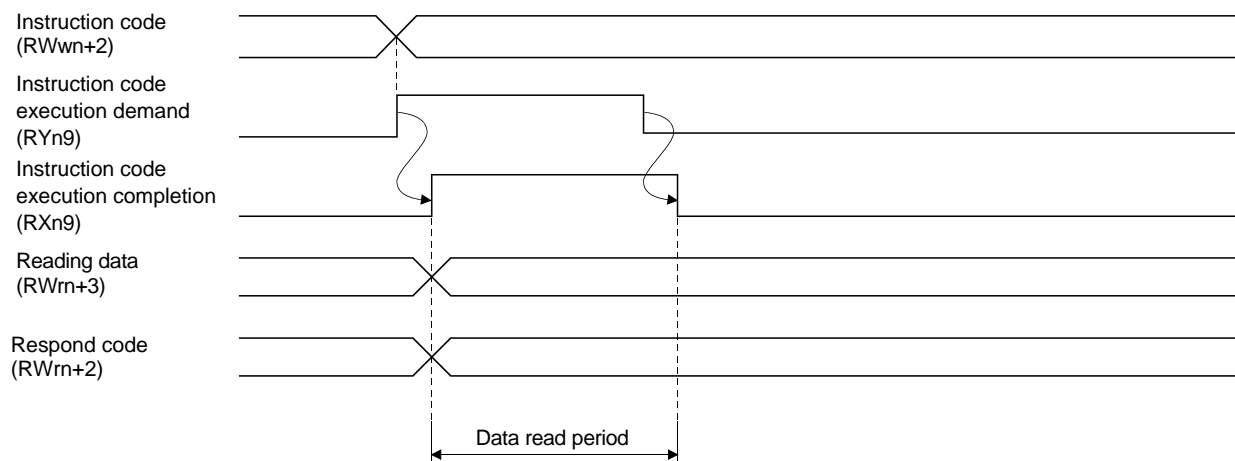 Instruction code
(RWwn+2)
Instruction code
execution demand
(RYn9)
Instruction code
execution completion
(RXn9)
Reading data
(RWrn+3)
Respond code
(RWrn+2)
Data read period